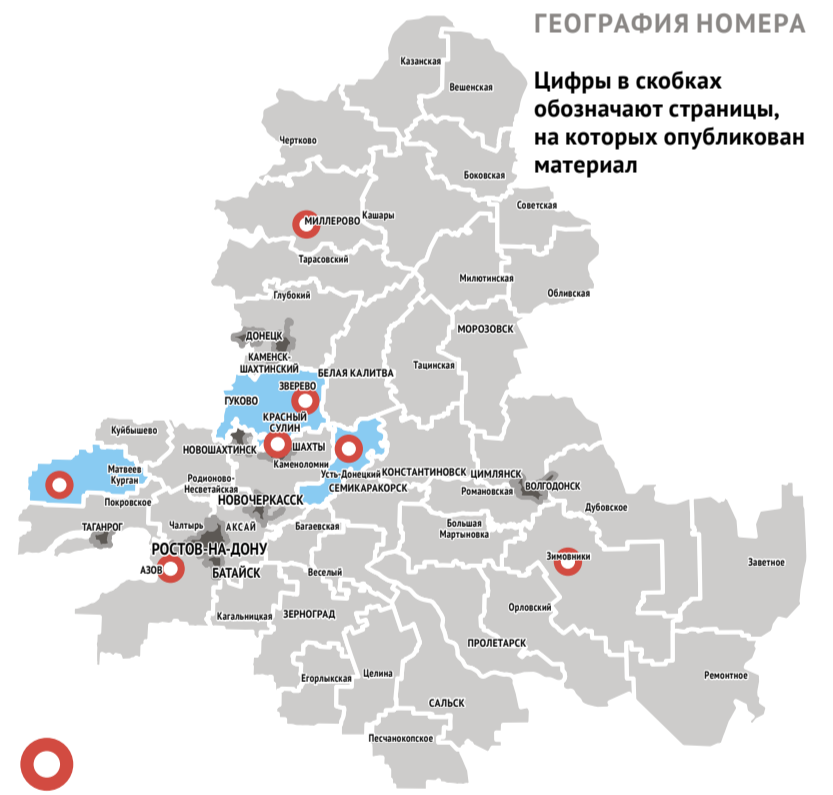 ГЕОГРАФИЯ НОМЕРА
Цифры в скобках
обозначают страницы,
на которых опубликован
материал
Казанская
Вешенская
Чертково
Боковская
Советская
МИЛЛЕРОВО
Кашары
Тарасовский
Милютинская
Обливская
Глубокий
ДОНЕЦК
МОРОЗОВСК
КАМЕНСК-
ШАХТИНСКИЙ
БЕЛАЯ КАЛИТВА
Тацинская
ЗВЕРЕВО
ГУКОВО
КРАСНЫЙ
СУЛИН
Куйбышево
НОВОШАХТИНСК
ШАХТЫ
Каменоломни
Матвеев
Курган
Родионово-
Несветайская
Усть-Донецкий
КОНСТАНТИНОВСК
ЦИМЛЯНСК
СЕМИКАРАКОРСК
Романовская
ВОЛГОДОНСК
Покровское
НОВОЧЕРКАССК
Дубовское
ТАГАНРОГ
Чалтырь
АКСАЙ
Багаевская
Большая
Мартыновка
РОСТОВ-НА-ДОНУ
Зимовники
Заветное
АЗОВ
БАТАЙСК
Веселый
Кагальницкая
ЗЕРНОГРАД
Орловский
ПРОЛЕТАРСК
Егорлыкская
Целина
Ремонтное
САЛЬСК
Песчанокопское